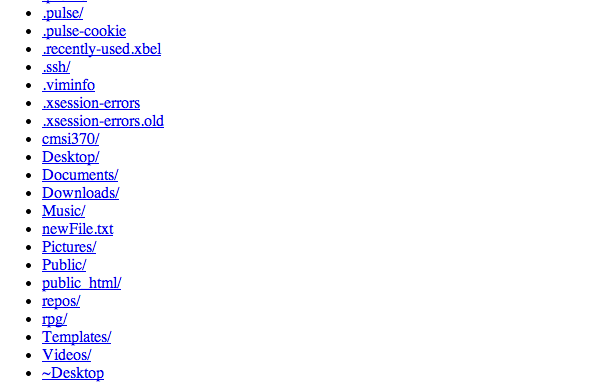 .pulse/
.pulse-cookie
.recently-used.xbel
.ssh/
.viminfo
.xsession-errors
.xsession-errors.old
cmsi370/
Desktop/
Documents/
Downloads/
Music/
newFile.txt
Pictures/
Public/
public_html/
repos/
rpg/
Templates/
Videos/
~Desktop